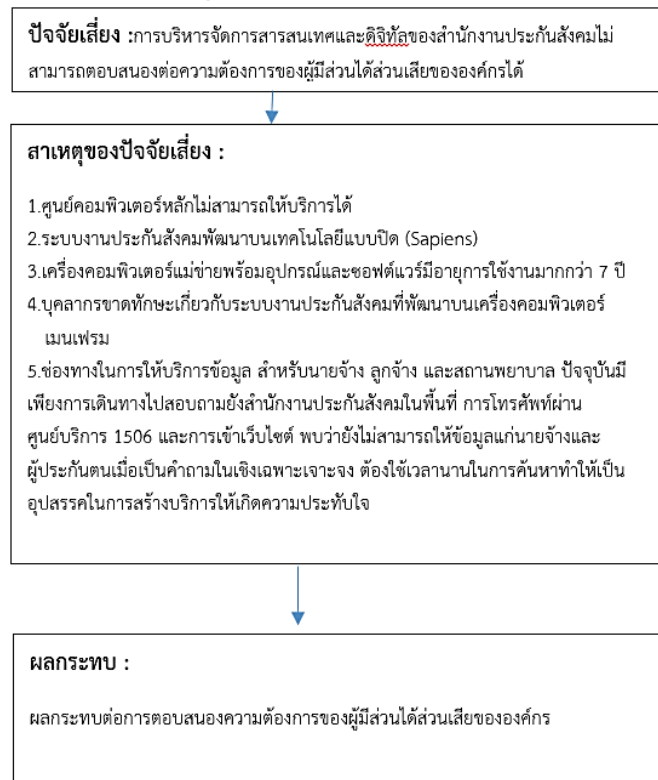 ปัจจัยเสี่ยง :การบริหารจัดการสารสนเทศและดิจิทัลของสำนักงานประกันสังคมไม่
สามารถตอบสนองต่อความต้องการของผู้มีส่วนได้ส่วนเสียขององค์กรได้
สาเหตุของปัจจัยเสี่ยง :
1.ศูนย์คอมพิวเตอร์หลักไม่สามารถให้บริการได้
2.ระบบงานประกันสังคมพัฒนาบนเทคโนโลยีแบบปิด (Sapiens)
3.เครื่องคอมพิวเตอร์แม่ข่ายพร้อมอุปกรณ์และซอฟต์แวร์มีอายุการใช้งานมากกว่า 7 ปี
4.บุคลากรขาดทักษะเกี่ยวกับระบบงานประกันสังคมที่พัฒนาบนเครื่องคอมพิวเตอร์
เมนเฟรม
5.ช่องทางในการให้บริการข้อมูล สำหรับนายจ้าง ลูกจ้าง และสถานพยาบาล ปัจจุบันมี
เพียงการเดินทางไปสอบถามยังสำนักงานประกันสังคมในพื้นที่ การโทรศัพท์ผ่าน
ศูนย์บริการ 1506 และการเข้าเว็บไซต์ พบว่ายังไม่สามารถให้ข้อมูลแก่นายจ้างและ
ผู้ประกันตนเมื่อเป็นคำถามในเชิงเฉพาะเจาะจง ต้องใช้เวลานานในการค้นหาทำให้เป็น
อุปสรรคในการสร้างบริการให้เกิดความประทับใจ
ผลกระทบ :
ผลกระทบต่อการตอบสนองความต้องการของผู้มีส่วนได้ส่วนเสียขององค์กร